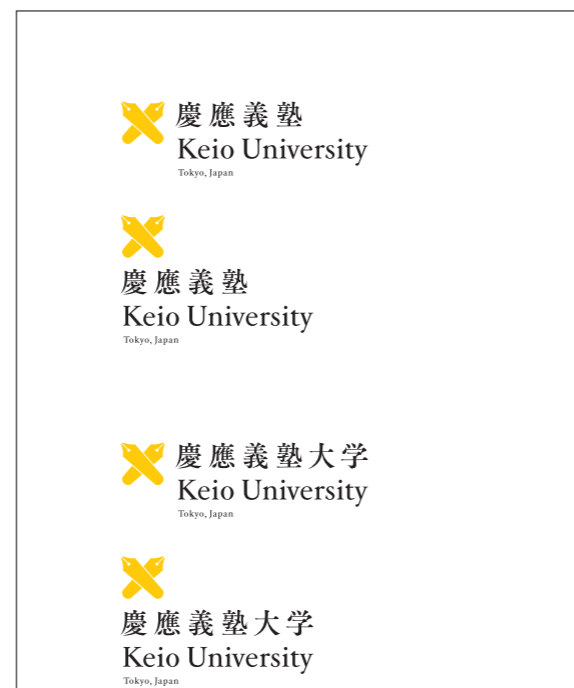 慶應義塾
Keio University
Tokyo, Japan
慶應義塾
Keio University
Tokyo, Japan
慶應義塾大学
Keio University
Tokyo, Japan
慶應義塾大学
Keio University
Tokyo, Japan